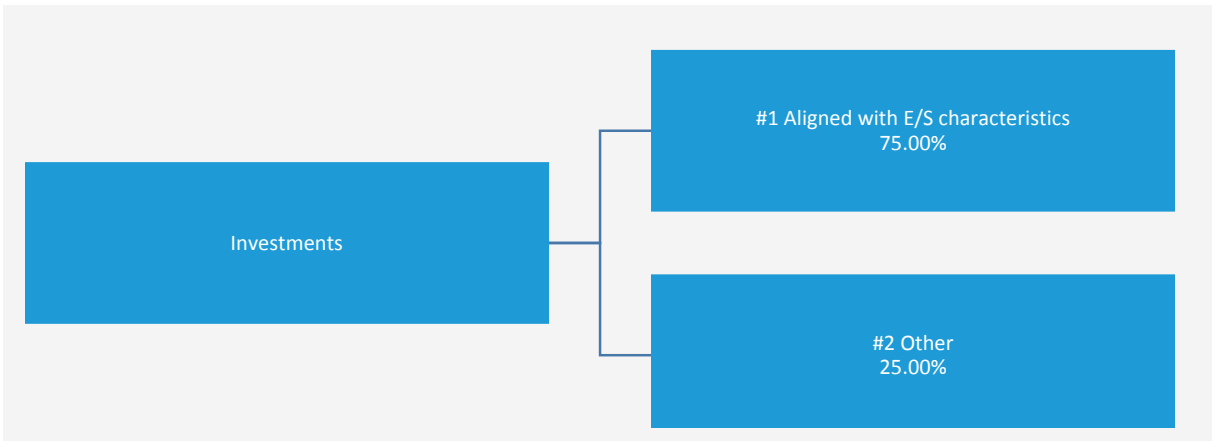 #1 Aligned with E/S characteristics
75.00%
Investments
#2 Other
25.00%